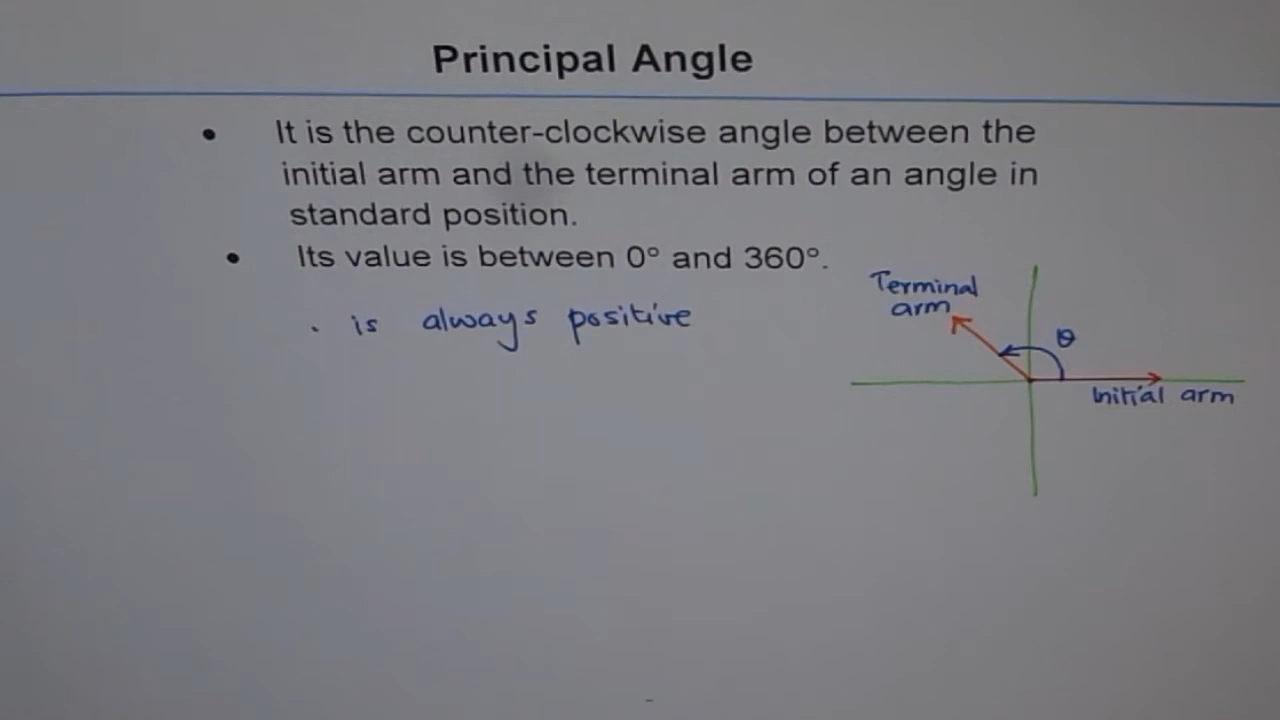 Principal Angle
• It is the counter-clockwise angle between the
initial arm and the terminal arm of an angle in
standard position.
• Its value is between 0° and 360°.
. is always positive
Terminal
arm
θ
Initial arm